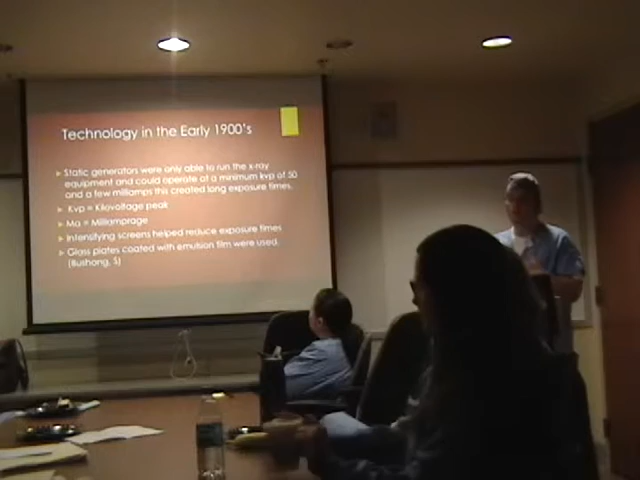 Technology in the Early 1900's
Static generators were only able to run the x-ray
equipment and could operate at a minimum kvp of 50
and a few milliamps this created long exposure times.
Kvp = Kilovoltage peak
Ma = Milliamprage
Intensifying screens helped reduce exposure times
Glass plates coated with emulsion film were used.
(Bushong, S)